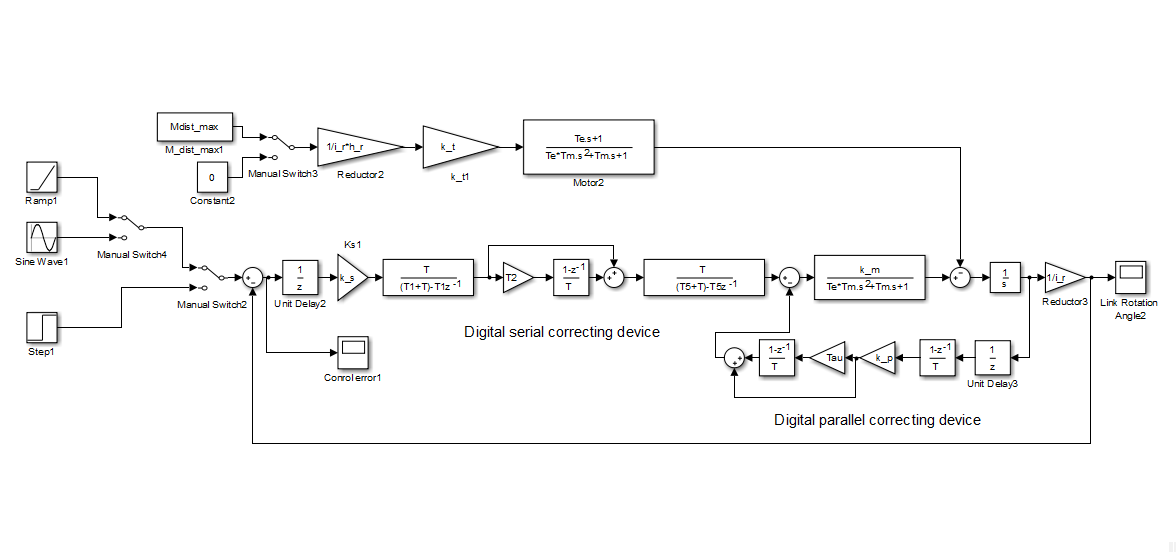 Mdist_max
M_dist_max1
0
Constant2
Manual Switch3
1/i_r*h_r
Reductor2
k_t
k_t1
Te.s+1
Te*Tm.s²+Tm.s+1
Motor2
Ramp1
Sine Wave1
Manual Switch4
Manual Switch2
Step1
+
-
1
z
Unit Delay2
Ks1
k_s
T
(T1+T)-T1z⁻¹
T2
1-z⁻¹
T
+
+
T
(T5+T)-T5z⁻¹
+
-
k_m
Te*Tm.s²+Tm.s+1
-
+
1
s
1/i_r
Reductor3
Link Rotation
Angle2
Digital serial correcting device
Conrol error1
+
+
1-z⁻¹
T
Tau
k_p
1-z⁻¹
T
1
z
Unit Delay3
Digital parallel correcting device